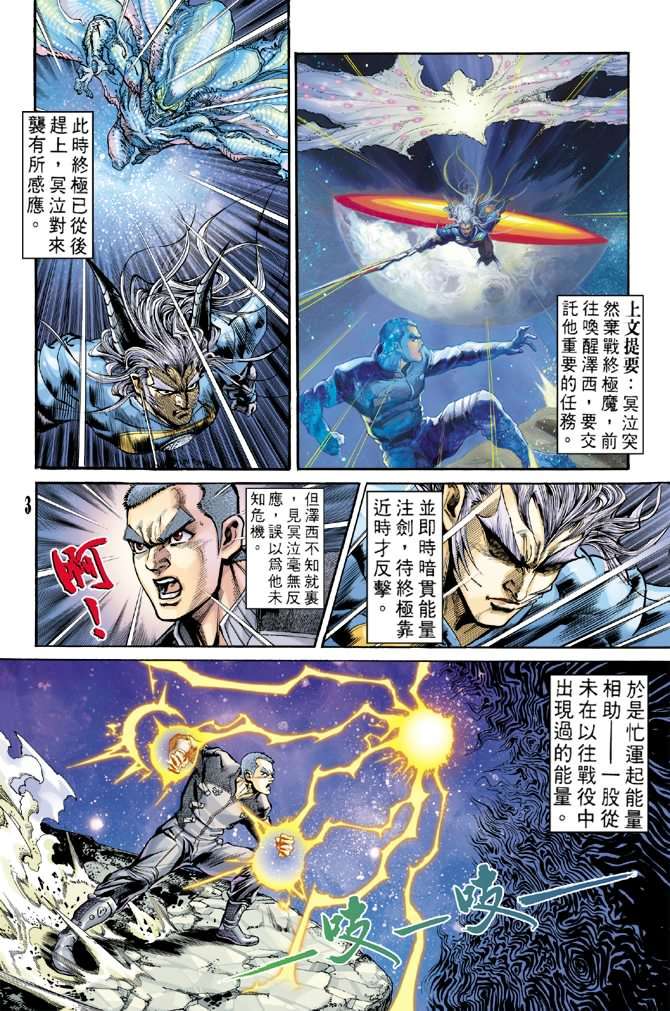 上文提要：冥泣突
然棄戰終極魔，前
往喚醒澤西，要交
託他重要的任務。
此時終極已從後
趕上，冥泣對來
襲有所感應。
並即時暗貫能量
注劍，待終極靠
近時才反擊。
但澤西不知就裏
，見冥泣毫無反
應，誤以爲他未
知危機。
啊！
3
於是忙運起能量
相助——一股從
未在以往戰役中
出現過的能量。
吱—吱—